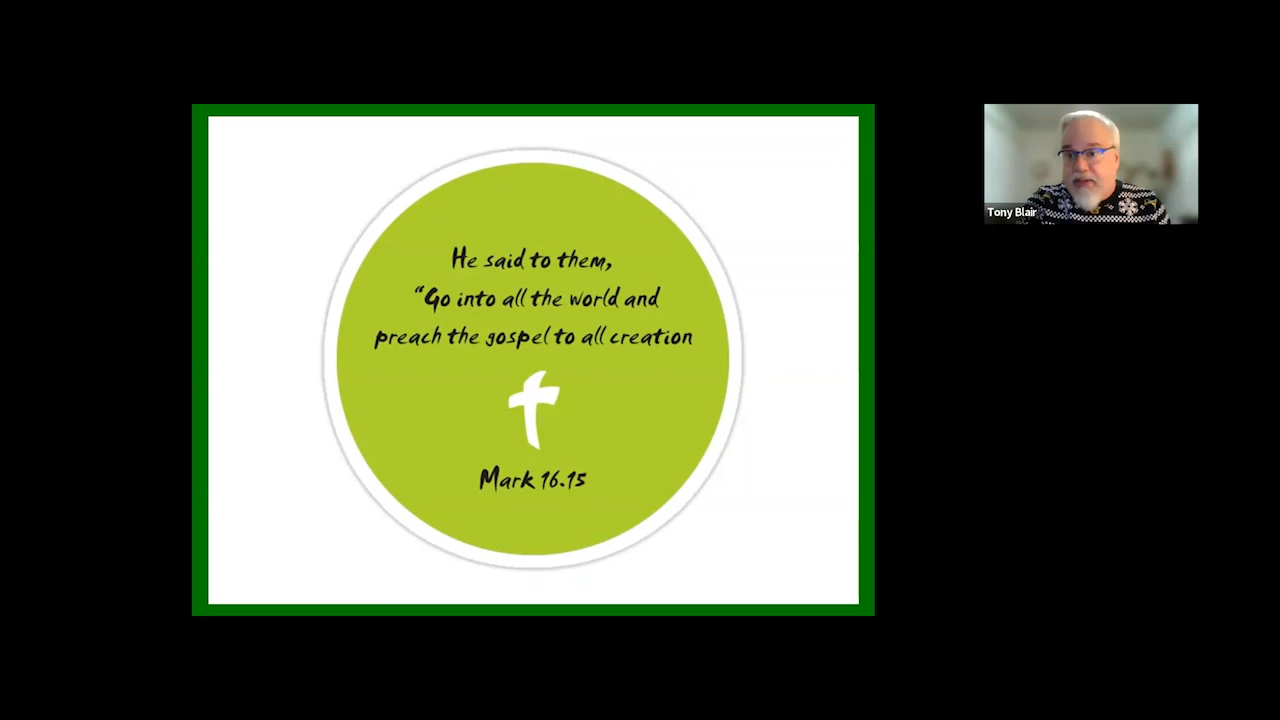 He said to them,
“Go into all the world and
preach the gospel to all creation
Mark 16.15
Tony Blair